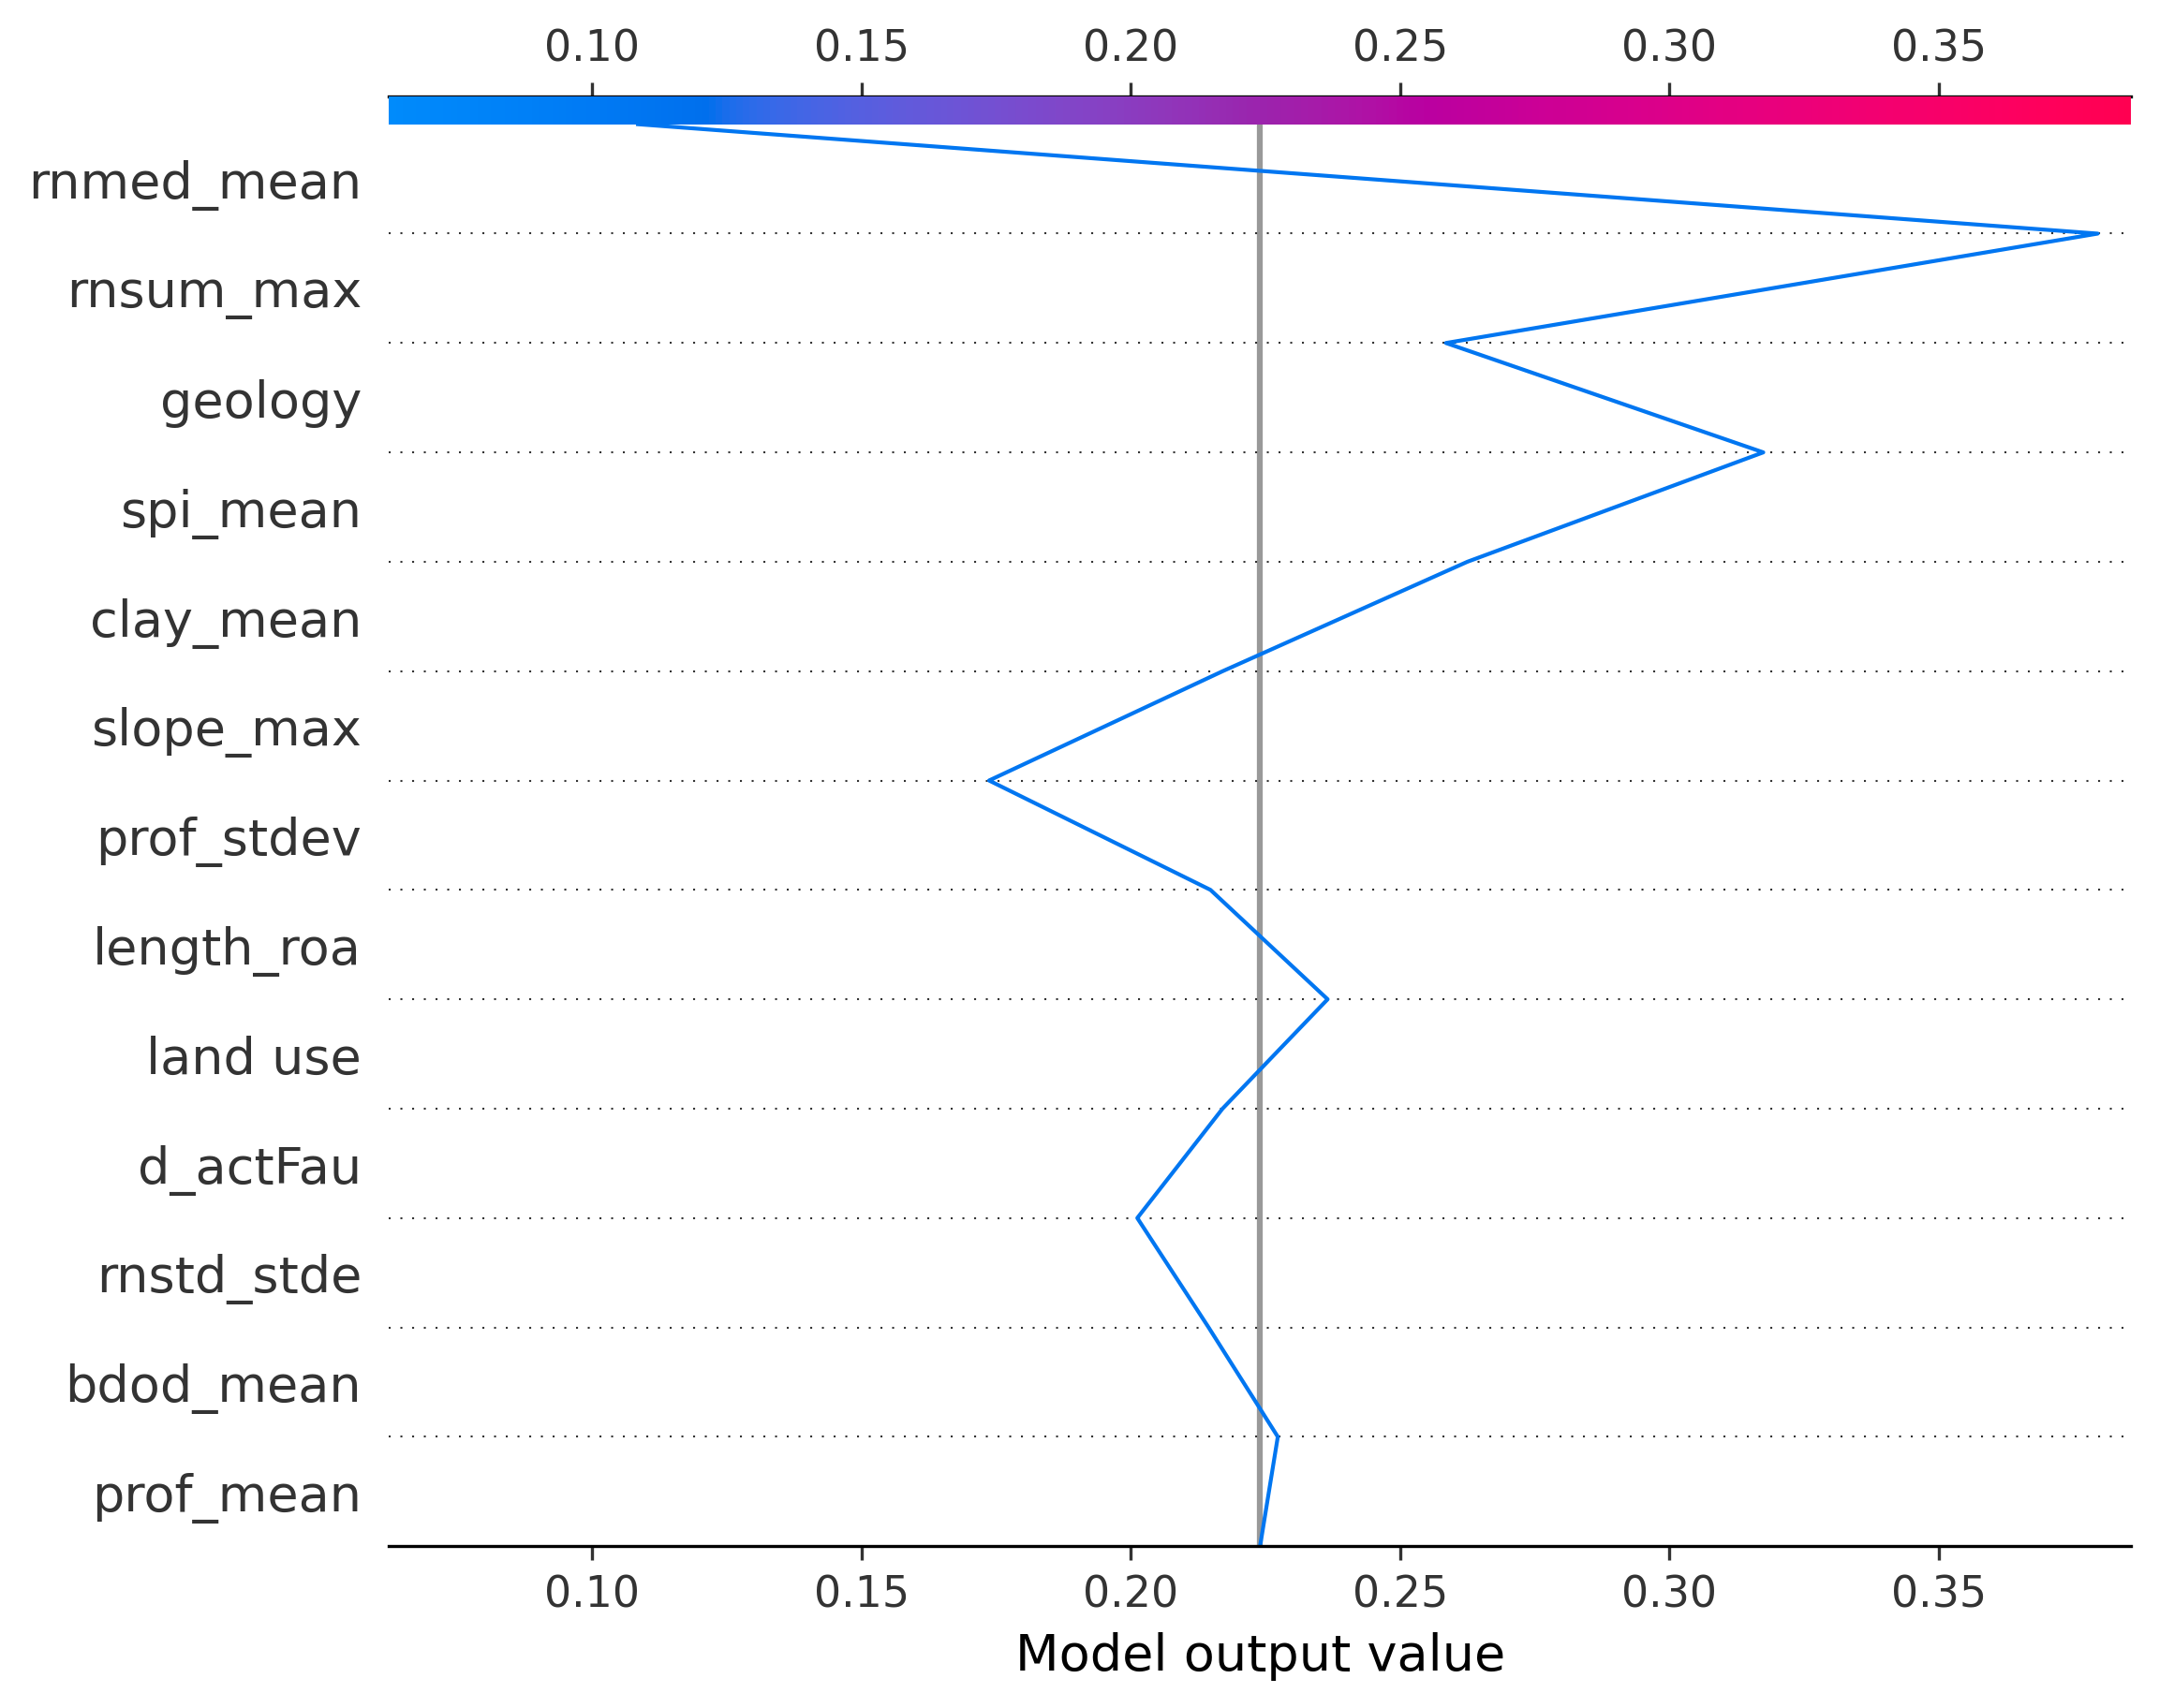 0.10 0.15 0.20 0.25 0.30 0.35
rnmed_mean
rnsum_max
geology
spi_mean
clay_mean
slope_max
prof_stdev
length_roa
land use
d_actFau
rnstd_stde
bdod_mean
prof_mean
0.10 0.15 0.20 0.25 0.30 0.35
Model output value